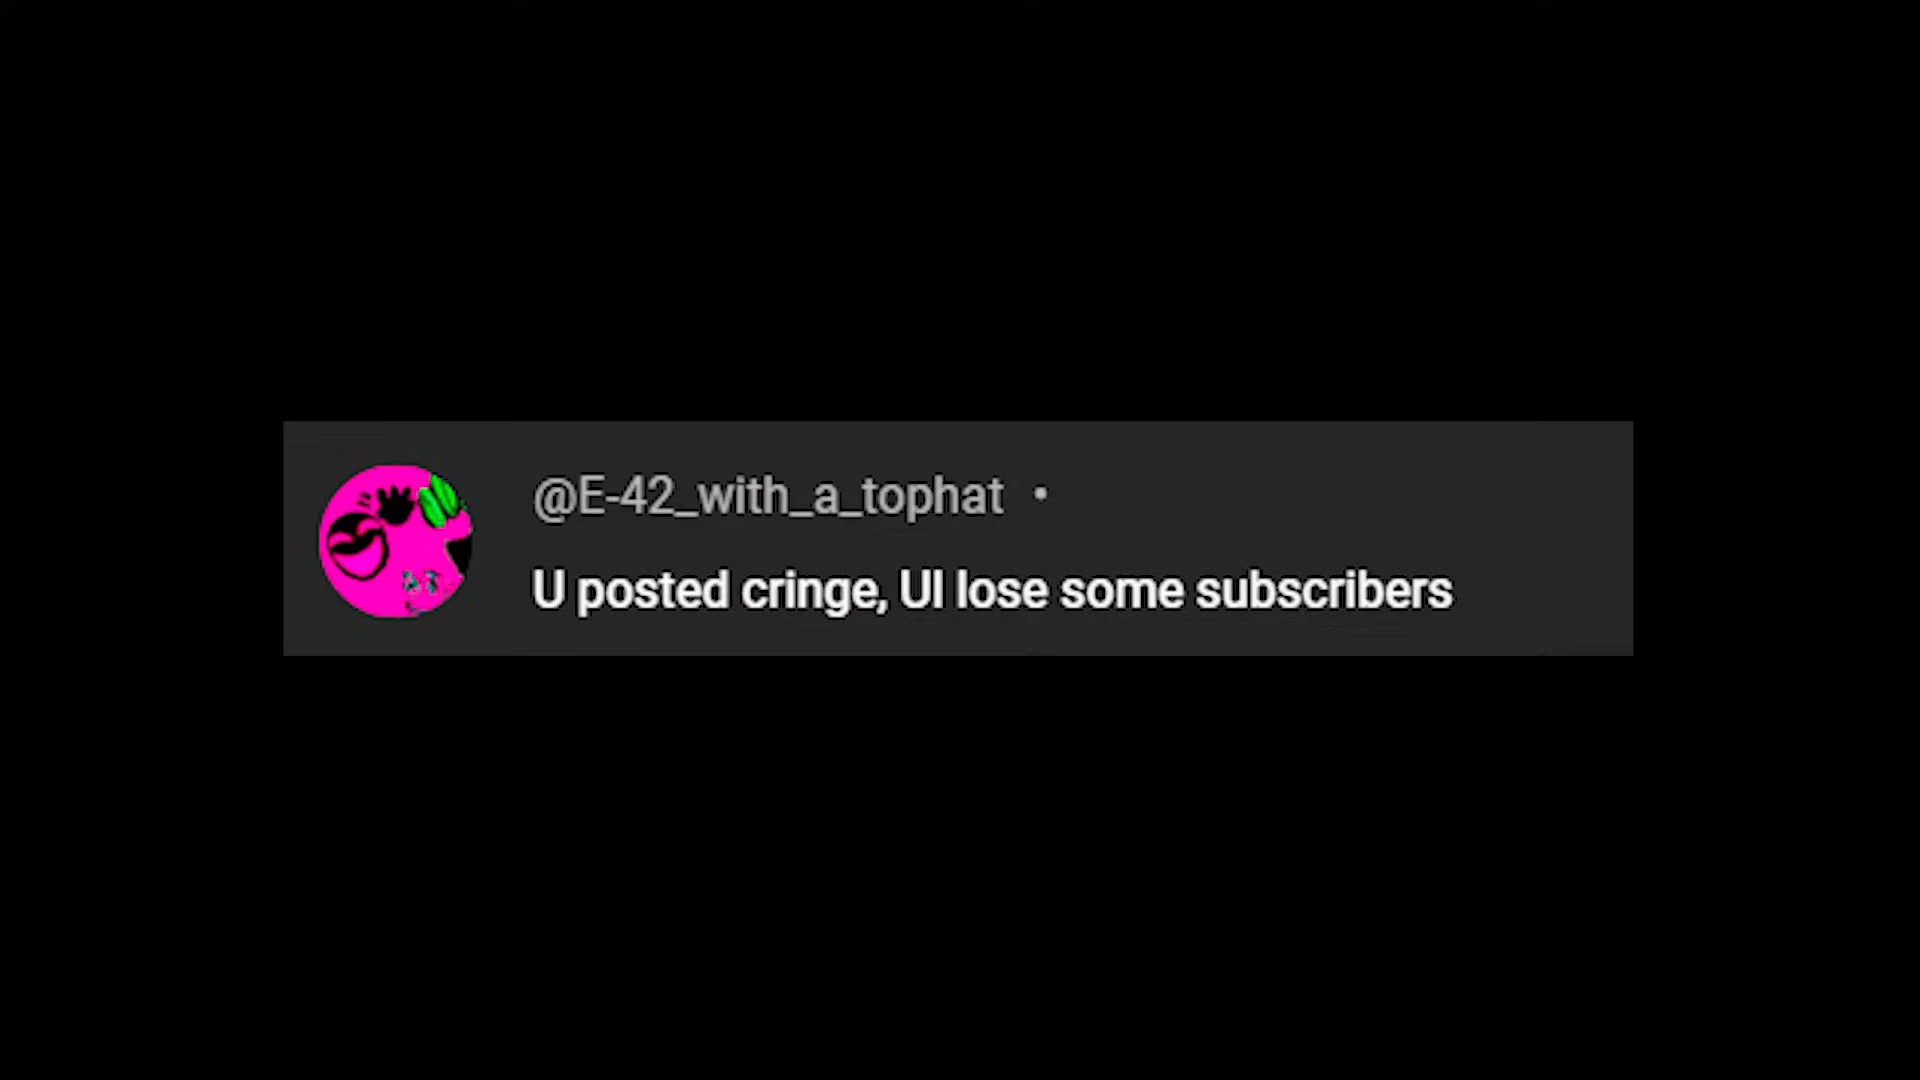 @E-42_with_a_tophat •
U posted cringe, Ul lose some subscribers